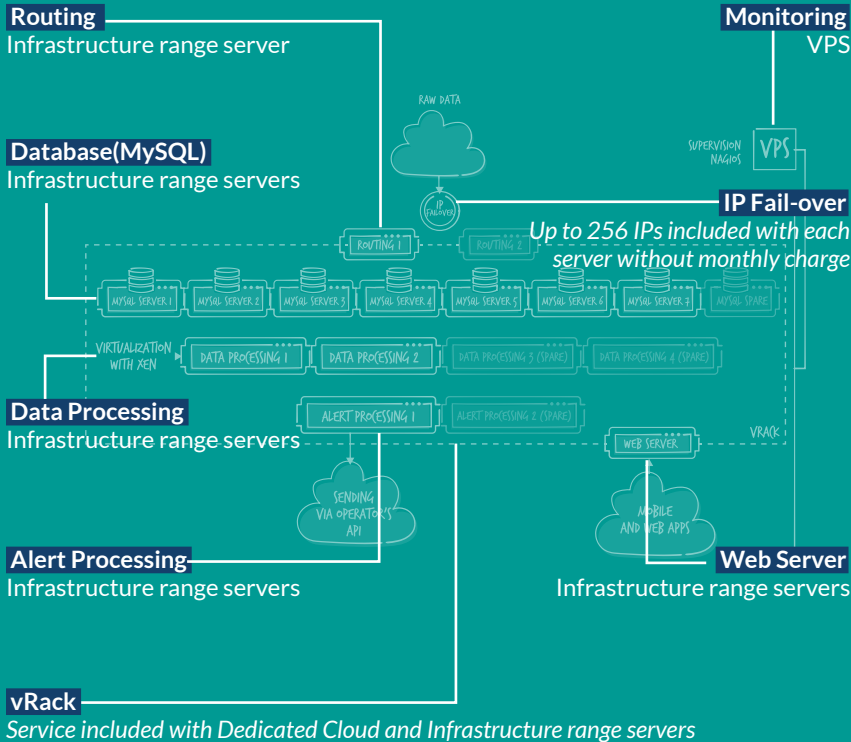 Routing
Infrastructure range server
Monitoring
VPS
RAW DATA
SUPERVISION
NAGIOS
VPS
Database(MySQL)
Infrastructure range servers
IP
FAILOVER
IP Fail-over
Up to 256 IPs included with each
server without monthly charge
ROUTING 1
ROUTING 2
MYSQL SERVER 1
MYSQL SERVER 2
MYSQL SERVER 3
MYSQL SERVER 4
MYSQL SERVER 5
MYSQL SERVER 6
MYSQL SERVER 7
MYSQL SPARE
VIRTUALIZATION
WITH XEN
DATA PROCESSING 1
DATA PROCESSING 2
DATA PROCESSING 3 (SPARE)
DATA PROCESSING 4 (SPARE)
Data Processing
Infrastructure range servers
ALERT PROCESSING 1
ALERT PROCESSING 2 (SPARE)
WEB SERVER
VRACK
SENDING
VIA OPERATOR'S
API
MOBILE
AND WEB APPS
Alert Processing
Infrastructure range servers
Web Server
Infrastructure range servers
vRack
Service included with Dedicated Cloud and Infrastructure range servers